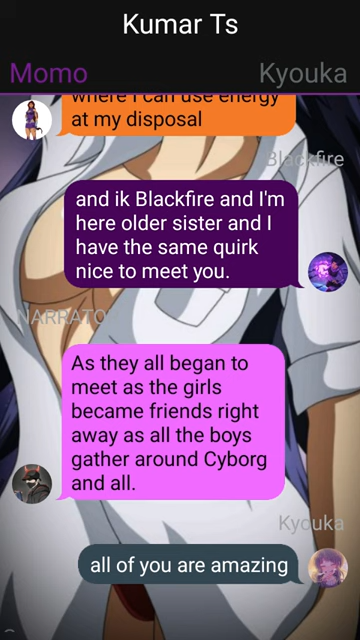 Kumar Ts
Momo
Kyouka
where I can use energy
at my disposal
Blackfire
and ik Blackfire and I'm
here older sister and I
have the same quirk
nice to meet you.
NARRATOR
As they all began to
meet as the girls
became friends right
away as all the boys
gather around Cyborg
and all.
Kyouka
all of you are amazing